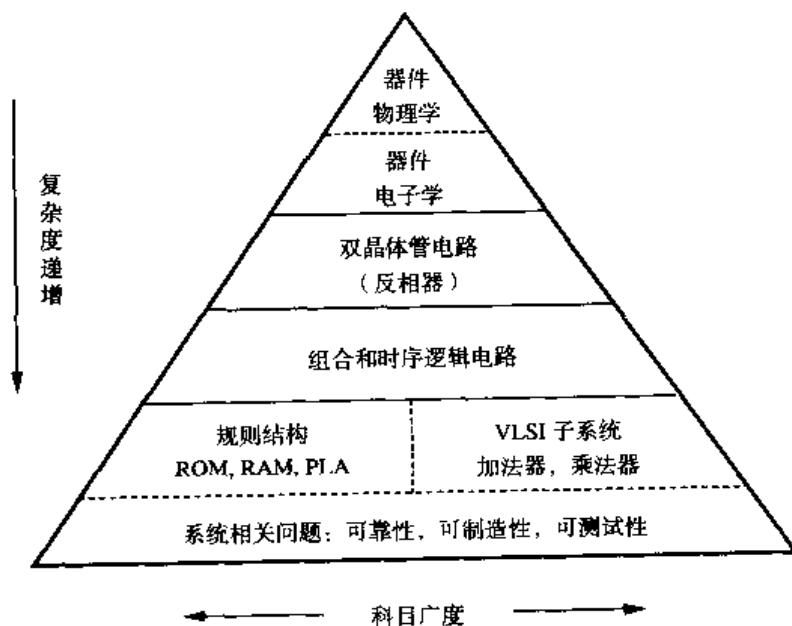 器件
物理学
器件
电子学
复杂度递增
双晶体管电路
(反相器)
组合和时序逻辑电路
规则结构
ROM, RAM, PLA
VLSI 子系统
加法器,乘法器
系统相关问题:可靠性,可制造性,可测试性
科目广度